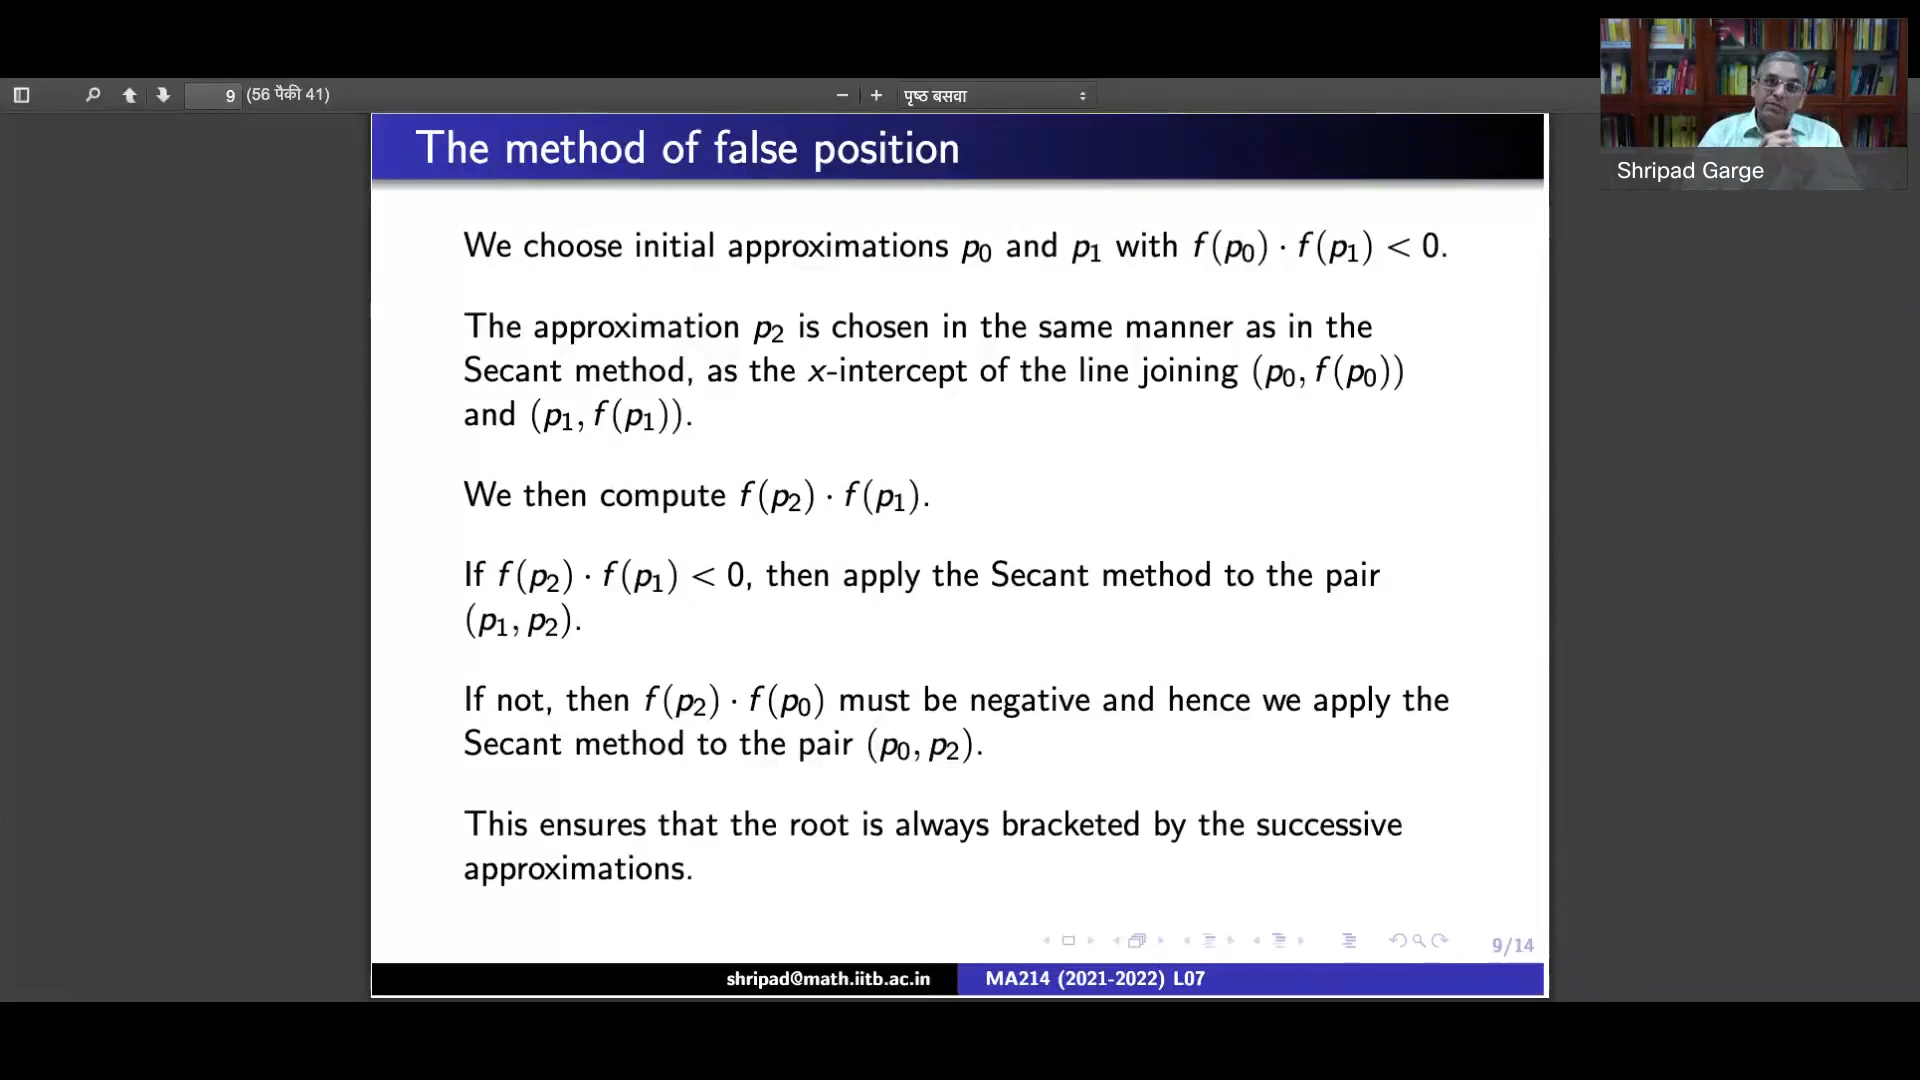 9 (56 पैकी 41)
पृष्ठ बसवा
Shripad Garge
The method of false position
We choose initial approximations p₀ and p₁ with f(p₀) · f(p₁) < 0.
The approximation p₂ is chosen in the same manner as in the
Secant method, as the x-intercept of the line joining (p₀, f(p₀))
and (p₁, f(p₁)).
We then compute f(p₂) · f(p₁).
If f(p₂) · f(p₁) < 0, then apply the Secant method to the pair
(p₁, p₂).
If not, then f(p₂) · f(p₀) must be negative and hence we apply the
Secant method to the pair (p₀, p₂).
This ensures that the root is always bracketed by the successive
approximations.
9/14
shripad@math.iitb.ac.in MA214 (2021-2022) L07